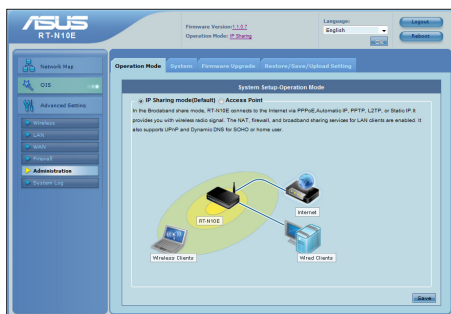 ASUS
RT-N10E
Firmware Version:1.1.0.7
Operation Mode: IP Sharing
Language:
English
Logout
Reboot
Network Map
QIS
Advanced Setting
Wireless
LAN
WAN
Firewall
Administration
System Log
Operation Mode
System
Firmware Upgrade
Restore/Save/Upload Setting
System Setup-Operation Mode
IP Sharing mode(Default)
Access Point
In the Brodaband share mode, RT-N10E connects to the Internet via PPPoE,Automatic IP, PPTP, L2TP, or Static IP.It
provides you with wireless radio signal. The NAT, firewall, and broadband sharing services for LAN clients are enabled. It
also supports UPnP and Dynamic DNS for SOHO or home user.
RT-N10E
Internet
Wireless Clients
Wired Clients
Save